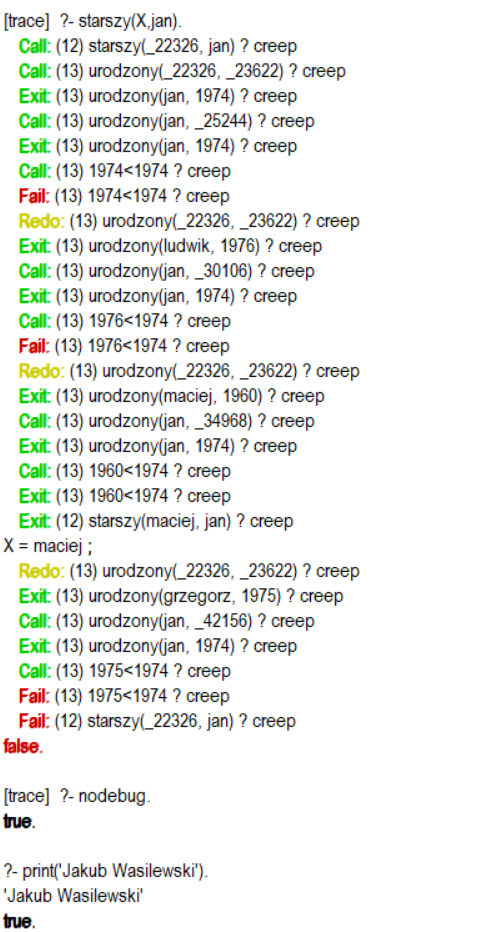 [trace]  ?- starszy(X,jan).
Call: (12) starszy(_22326, jan) ? creep
Call: (13) urodzony(_22326, _23622) ? creep
Exit: (13) urodzony(jan, 1974) ? creep
Call: (13) urodzony(jan, _25244) ? creep
Exit: (13) urodzony(jan, 1974) ? creep
Call: (13) 1974<1974 ? creep
Fail: (13) 1974<1974 ? creep
Redo: (13) urodzony(_22326, _23622) ? creep
Exit: (13) urodzony(ludwik, 1976) ? creep
Call: (13) urodzony(jan, _30106) ? creep
Exit: (13) urodzony(jan, 1974) ? creep
Call: (13) 1976<1974 ? creep
Fail: (13) 1976<1974 ? creep
Redo: (13) urodzony(_22326, _23622) ? creep
Exit: (13) urodzony(maciej, 1960) ? creep
Call: (13) urodzony(jan, _34968) ? creep
Exit: (13) urodzony(jan, 1974) ? creep
Call: (13) 1960<1974 ? creep
Exit: (13) 1960<1974 ? creep
Exit: (12) starszy(maciej, jan) ? creep
X = maciej ;
Redo: (13) urodzony(_22326, _23622) ? creep
Exit: (13) urodzony(grzegorz, 1975) ? creep
Call: (13) urodzony(jan, _42156) ? creep
Exit: (13) urodzony(jan, 1974) ? creep
Call: (13) 1975<1974 ? creep
Fail: (13) 1975<1974 ? creep
Fail: (12) starszy(_22326, jan) ? creep
false.
[trace]  ?- nodebug.
true.
?- print('Jakub Wasilewski').
'Jakub Wasilewski'
true.